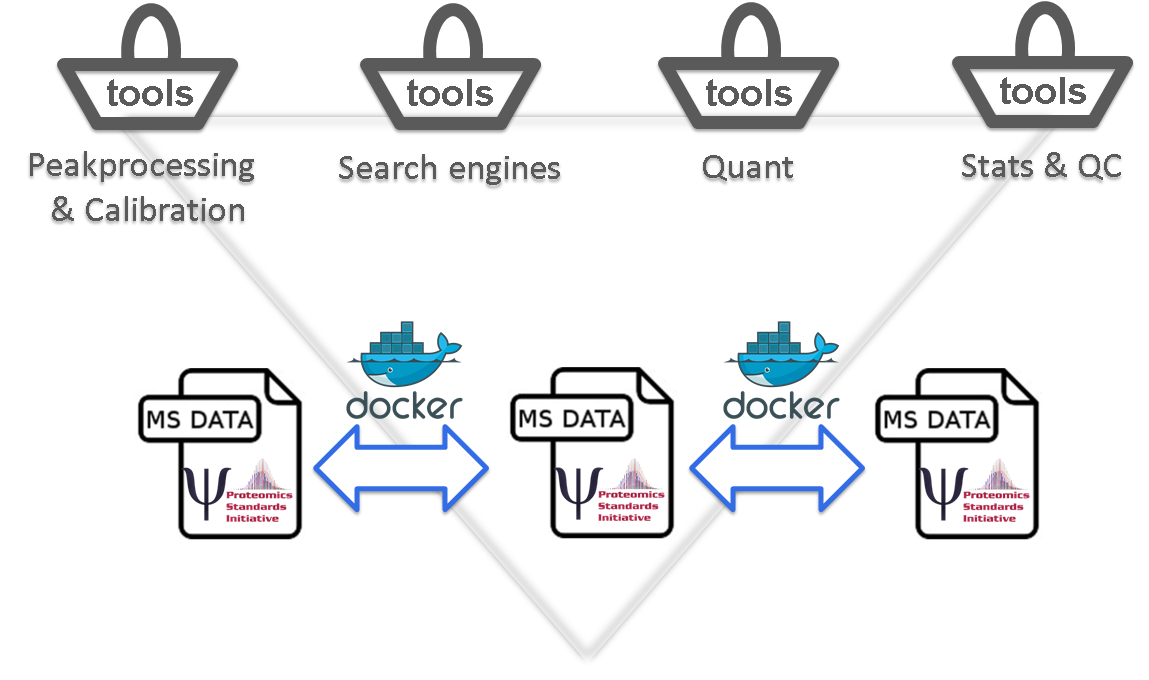 tools
tools
tools
tools
Peakprocessing
& Calibration
Search engines
Quant
Stats & QC
docker
docker
MS DATA
MS DATA
MS DATA
Proteomics
Standards
Initiative
Proteomics
Standards
Initiative
Proteomics
Standards
Initiative